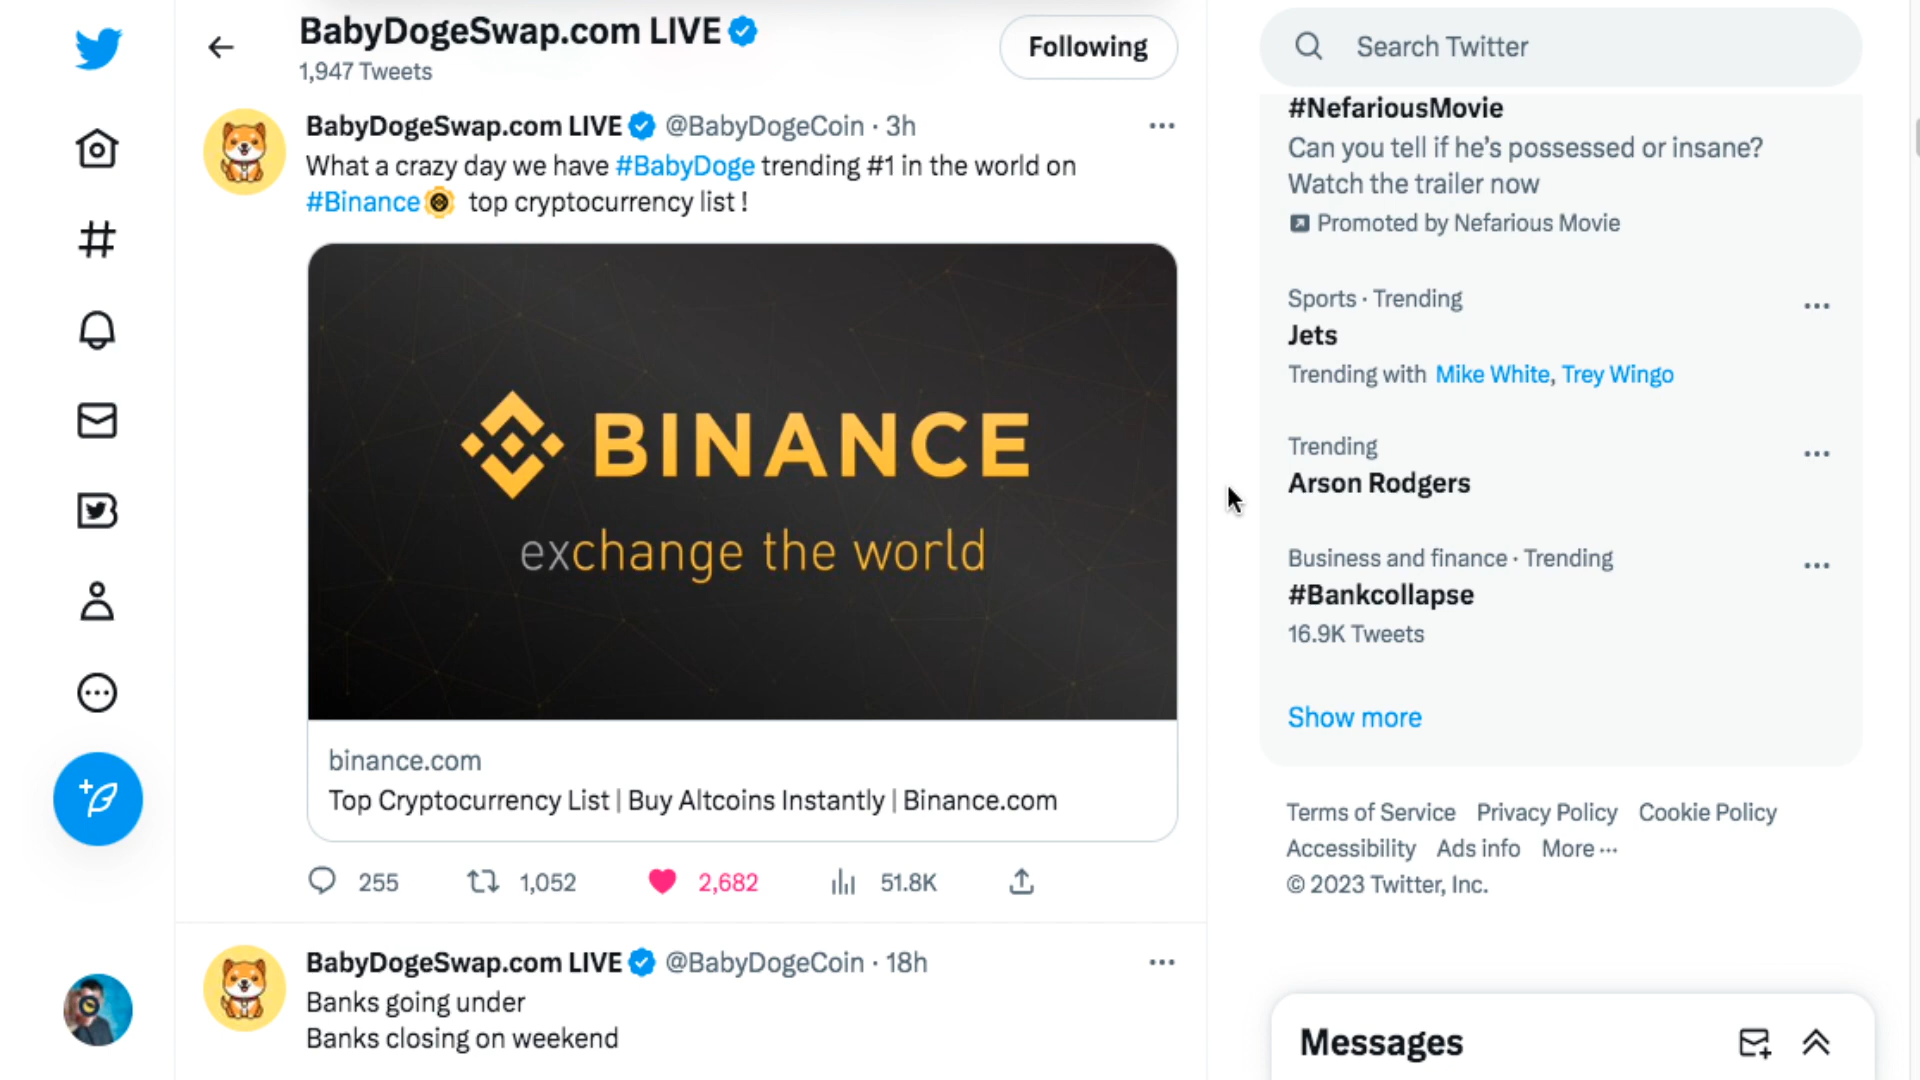 BabyDogeSwap.com LIVE
1,947 Tweets
Following
BabyDogeSwap.com LIVE @BabyDogeCoin · 3h
What a crazy day we have #BabyDoge trending #1 in the world on
#Binance top cryptocurrency list !
BINANCE
exchange the world
binance.com
Top Cryptocurrency List | Buy Altcoins Instantly | Binance.com
255 1,052 2,682 51.8K
BabyDogeSwap.com LIVE @BabyDogeCoin · 18h
Banks going under
Banks closing on weekend
Search Twitter
#NefariousMovie
Can you tell if he's possessed or insane?
Watch the trailer now
Promoted by Nefarious Movie
Sports · Trending
Jets
Trending with Mike White, Trey Wingo
Trending
Arson Rodgers
Business and finance · Trending
#Bankcollapse
16.9K Tweets
Show more
Terms of Service Privacy Policy Cookie Policy
Accessibility Ads info More ···
© 2023 Twitter, Inc.
Messages